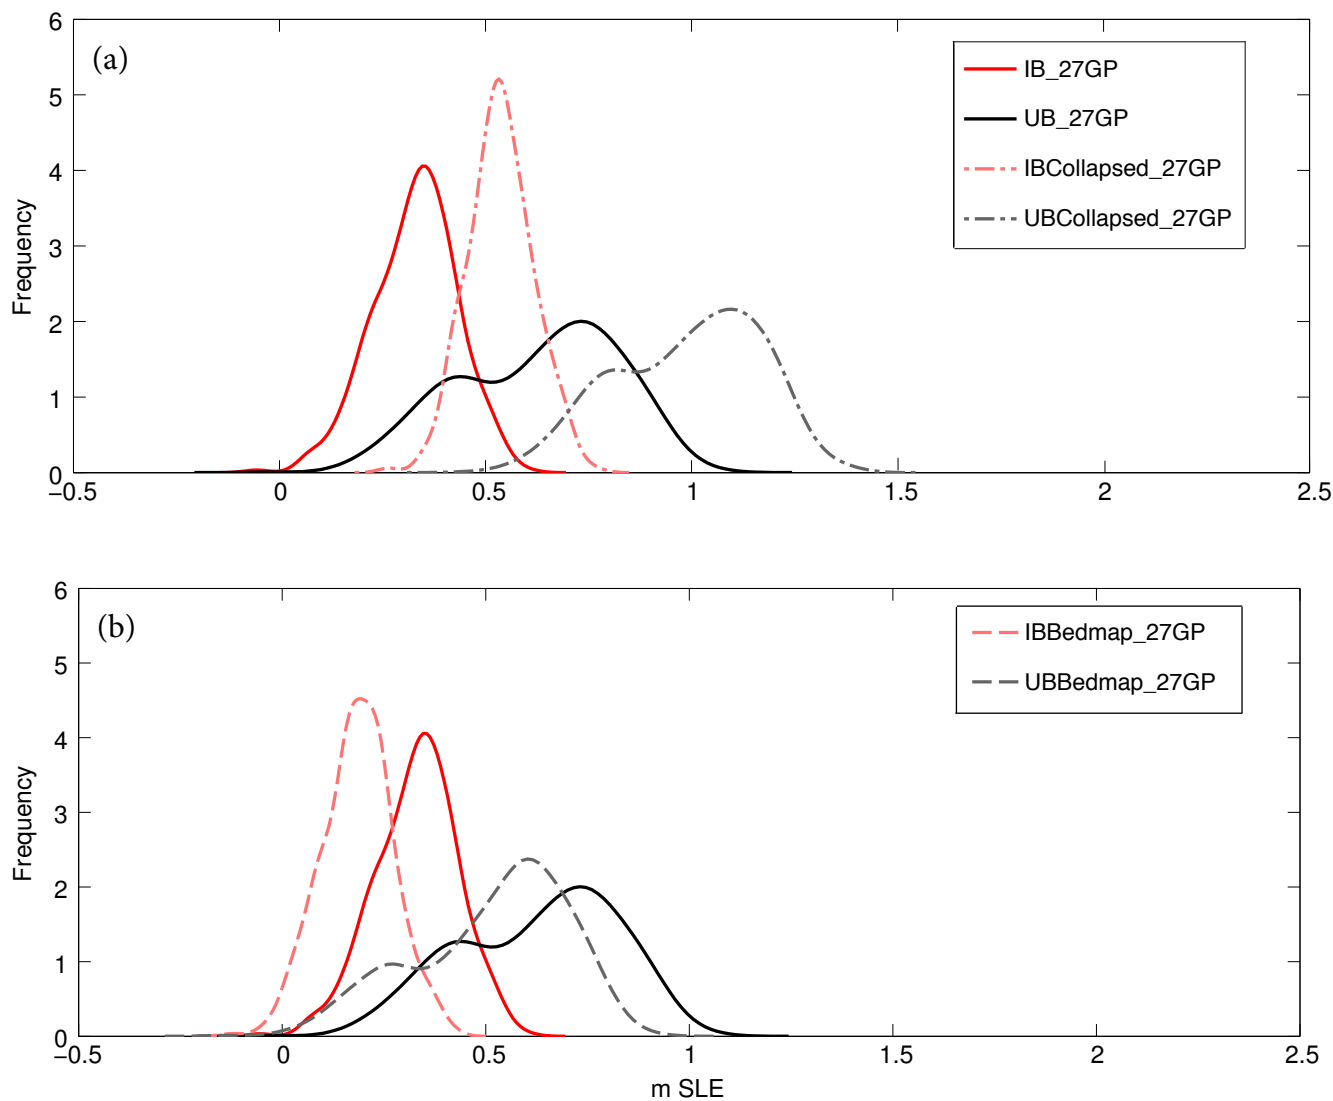 (a)
Frequency
6
5
4
3
2
1
0
−0.5
0
0.5
1
1.5
2
2.5
IB_27GP
UB_27GP
IBCollapsed_27GP
UBCollapsed_27GP
(b)
Frequency
6
5
4
3
2
1
0
−0.5
0
0.5
1
1.5
2
2.5
m SLE
IBBedmap_27GP
UBBedmap_27GP